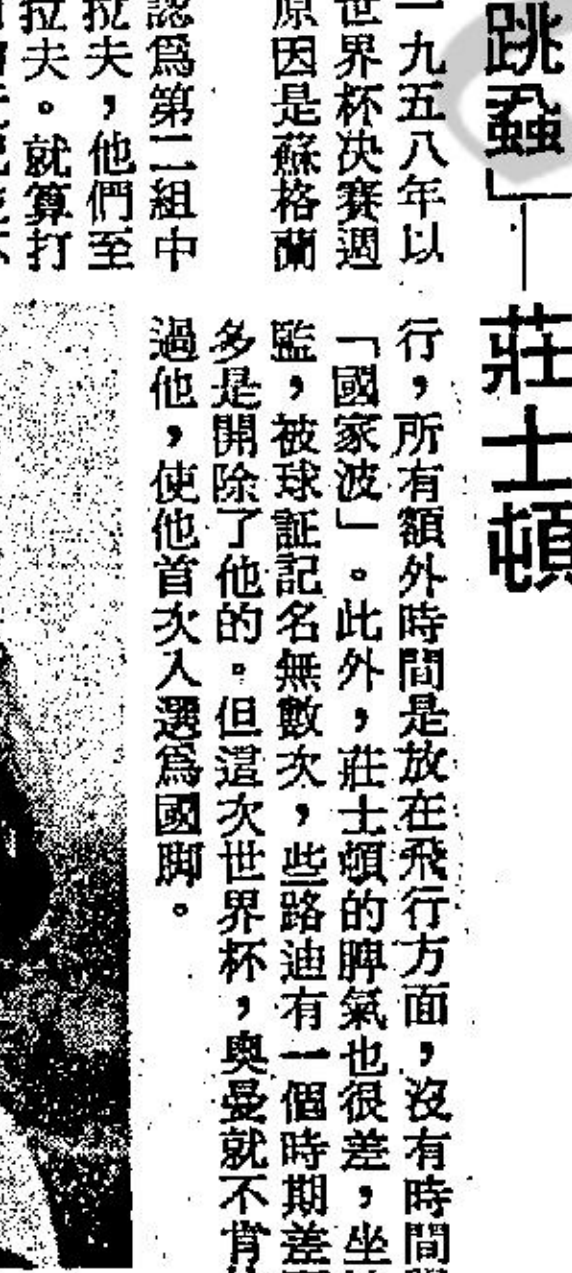 跳蝨」——莊士頓
一九五八年以
世界杯決賽週
原因是蘇格蘭
認爲第二組中
拉夫，他們至
拉夫。就算打
行，所有額外時間是放在飛行方面，沒有時間
「國家波」。此外，莊士頓的脾氣也很差，坐
監，被球証記名無數次，些路迪有一個時期差
多是開除了他的。但這次世界杯，奧曼就不肯
過他，使他首次入選爲國脚。